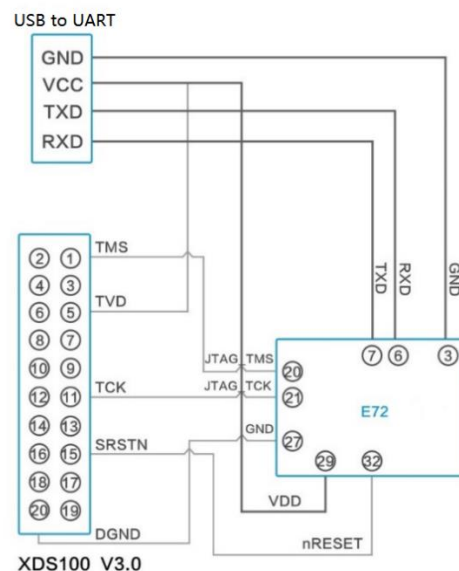 USB to UART
GND
VCC
TXD
RXD
TXD
RXD
GND
2 1 TMS
4 3
6 5 TVD
8 7
10 9
12 11 TCK
14 13
16 15 SRSTN
18 17
20 19
DGND
XDS100 V3.0
7 6 3
JTAG TMS 20
JTAG TCK 21
E72
GND 27
29 32
VDD
nRESET